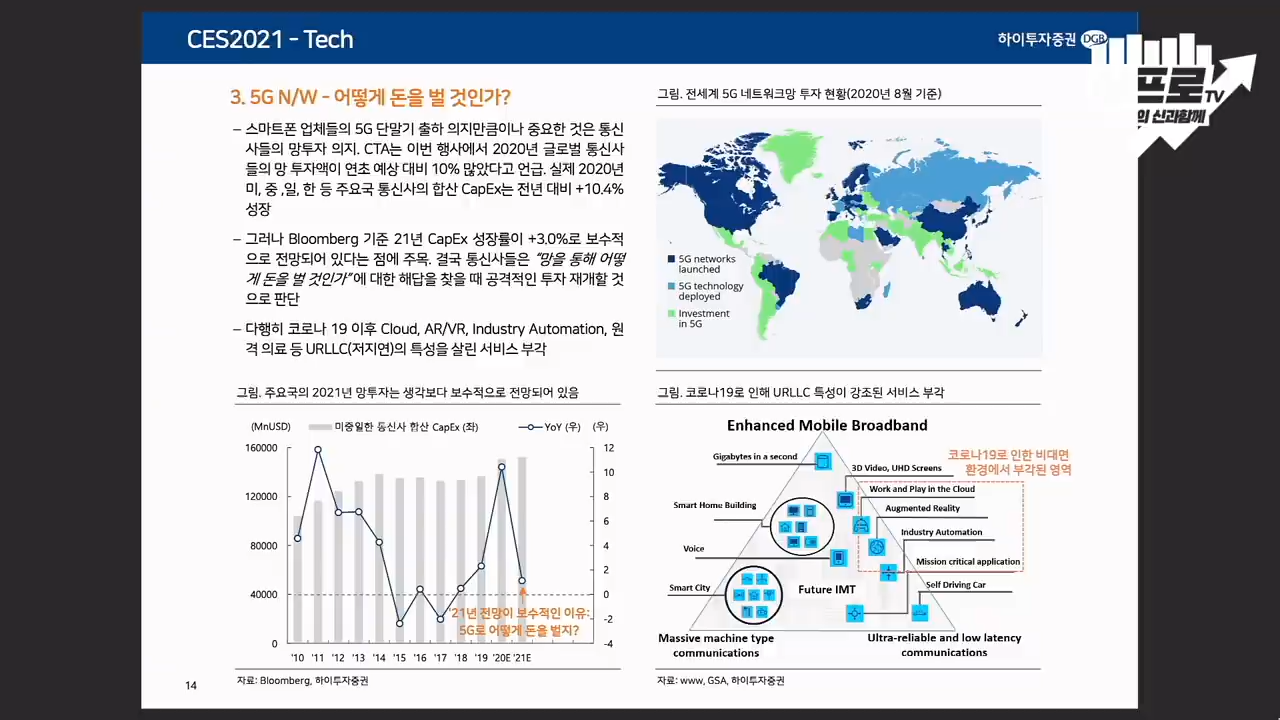 CES2021 - Tech
하이투자증권 DGB
프로TV
의 신과함께
3. 5G N/W - 어떻게 돈을 벌 것인가?
– 스마트폰 업체들의 5G 단말기 출하 의지만큼이나 중요한 것은 통신
사들의 망투자 의지. CTA는 이번 행사에서 2020년 글로벌 통신사
들의 망 투자액이 연초 예상 대비 10% 많았다고 언급. 실제 2020년
미, 중 ,일, 한 등 주요국 통신사의 합산 CapEx는 전년 대비 +10.4%
성장
– 그러나 Bloomberg 기준 21년 CapEx 성장률이 +3.0%로 보수적
으로 전망되어 있다는 점에 주목. 결국 통신사들은 “망을 통해 어떻
게 돈을 벌 것인가”에 대한 해답을 찾을 때 공격적인 투자 재개할 것
으로 판단
– 다행히 코로나 19 이후 Cloud, AR/VR, Industry Automation, 원
격 의료 등 URLLC(저지연)의 특성을 살린 서비스 부각
그림. 전세계 5G 네트워크망 투자 현황(2020년 8월 기준)
5G networks
launched
5G technology
deployed
Investment
in 5G
그림. 주요국의 2021년 망투자는 생각보다 보수적으로 전망되어 있음
(MnUSD) 미중일한 통신사 합산 CapEx (좌) YoY (우) (우)
160000 12
10
120000 8
6
80000 4
2
40000 0
-2
0 -4
'21년 전망이 보수적인 이유:
5G로 어떻게 돈을 벌지?
'10 '11 '12 '13 '14 '15 '16 '17 '18 '19 '20E '21E
자료: Bloomberg, 하이투자증권
그림. 코로나19로 인해 URLLC 특성이 강조된 서비스 부각
Enhanced Mobile Broadband
코로나19로 인한 비대면
환경에서 부각된 영역
Gigabytes in a second
3D Video, UHD Screens
Work and Play in the Cloud
Smart Home Building
Augmented Reality
Industry Automation
Voice
Mission critical application
Smart City
Future IMT
Self Driving Car
Massive machine type
communications
Ultra-reliable and low latency
communications
자료: www, GSA, 하이투자증권
14